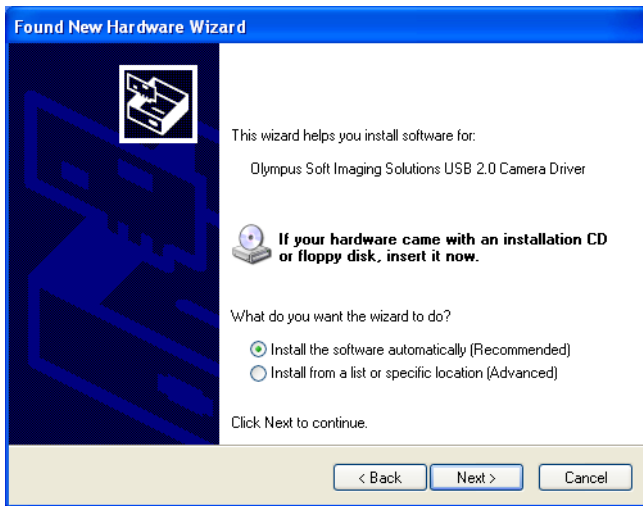 Found New Hardware Wizard
This wizard helps you install software for:
Olympus Soft Imaging Solutions USB 2.0 Camera Driver
If your hardware came with an installation CD
or floppy disk, insert it now.
What do you want the wizard to do?
Install the software automatically (Recommended)
Install from a list or specific location (Advanced)
Click Next to continue.
< Back
Next >
Cancel